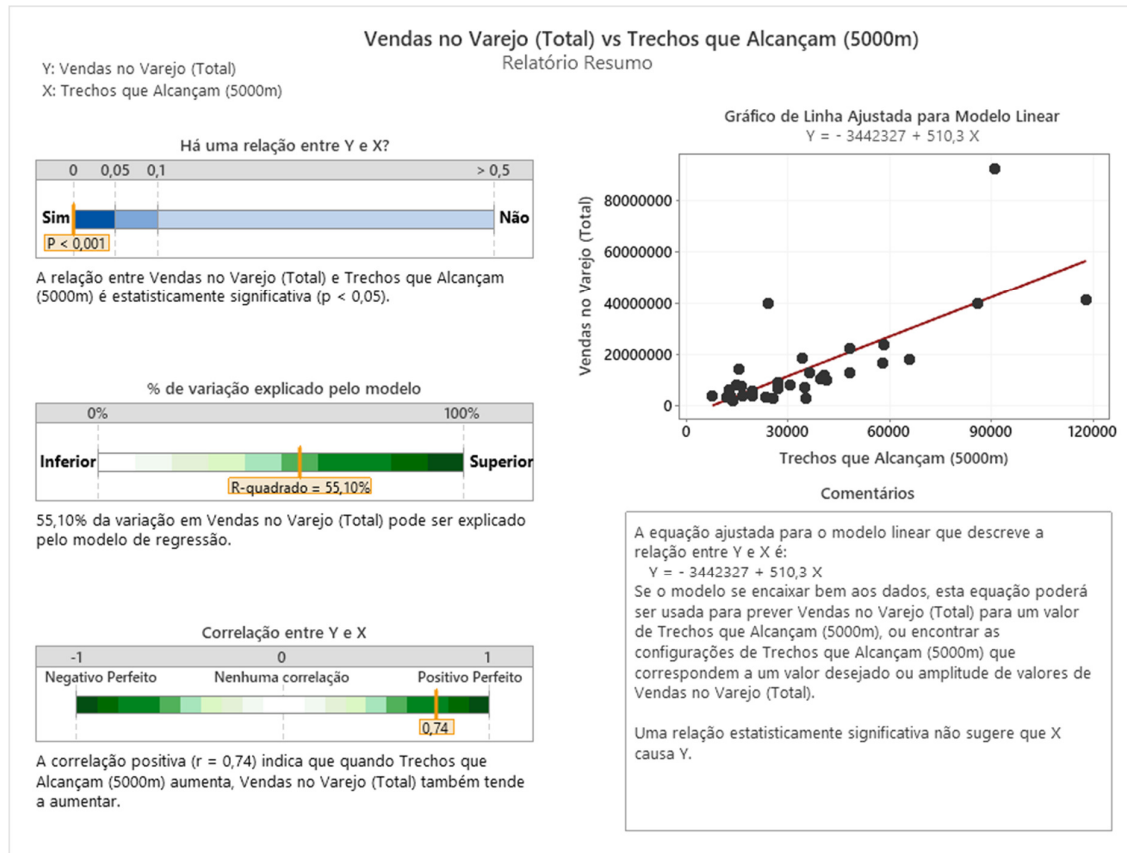 Vendas no Varejo (Total) vs Trechos que Alcançam (5000m)
Relatório Resumo
Y: Vendas no Varejo (Total)
X: Trechos que Alcançam (5000m)
Há uma relação entre Y e X?
0 0,05 0,1 > 0,5
Sim Não
P < 0,001
A relação entre Vendas no Varejo (Total) e Trechos que Alcançam
(5000m) é estatisticamente significativa (p < 0,05).
% de variação explicado pelo modelo
0% 100%
Inferior Superior
R-quadrado = 55,10%
55,10% da variação em Vendas no Varejo (Total) pode ser explicado
pelo modelo de regressão.
Correlação entre Y e X
-1 0 1
Negativo Perfeito Nenhuma correlação Positivo Perfeito
0,74
A correlação positiva (r = 0,74) indica que quando Trechos que
Alcançam (5000m) aumenta, Vendas no Varejo (Total) também tende
a aumentar.
Gráfico de Linha Ajustada para Modelo Linear
Y = - 3442327 + 510,3 X
Vendas no Varejo (Total)
80000000
60000000
40000000
20000000
0
0 30000 60000 90000 120000
Trechos que Alcançam (5000m)
Comentários
A equação ajustada para o modelo linear que descreve a
relação entre Y e X é:
Y = - 3442327 + 510,3 X
Se o modelo se encaixar bem aos dados, esta equação poderá
ser usada para prever Vendas no Varejo (Total) para um valor
de Trechos que Alcançam (5000m), ou encontrar as
configurações de Trechos que Alcançam (5000m) que
correspondem a um valor desejado ou amplitude de valores de
Vendas no Varejo (Total).
Uma relação estatisticamente significativa não sugere que X
causa Y.